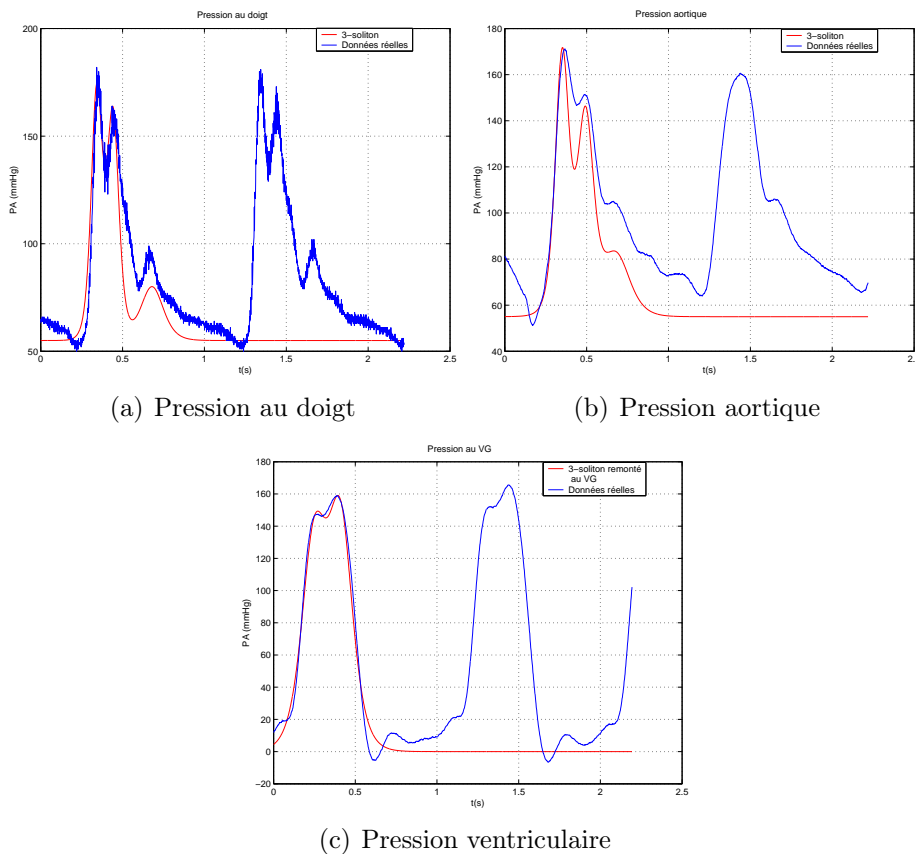 Pression au doigt
200
150
100
50
PA (mmHg)
3−soliton
Données réelles
0 0.5 1 1.5 2 2.5
t(s)
(a) Pression au doigt
Pression aortique
180
160
140
120
100
80
60
40
PA (mmHg)
3−soliton
Données réelles
0 0.5 1 1.5 2 2.5
t(s)
(b) Pression aortique
Pression au VG
180
160
140
120
100
80
60
40
20
0
−20
PA (mmHg)
3−soliton remonté
au VG
Données réelles
0 0.5 1 1.5 2 2.5
t(s)
(c) Pression ventriculaire